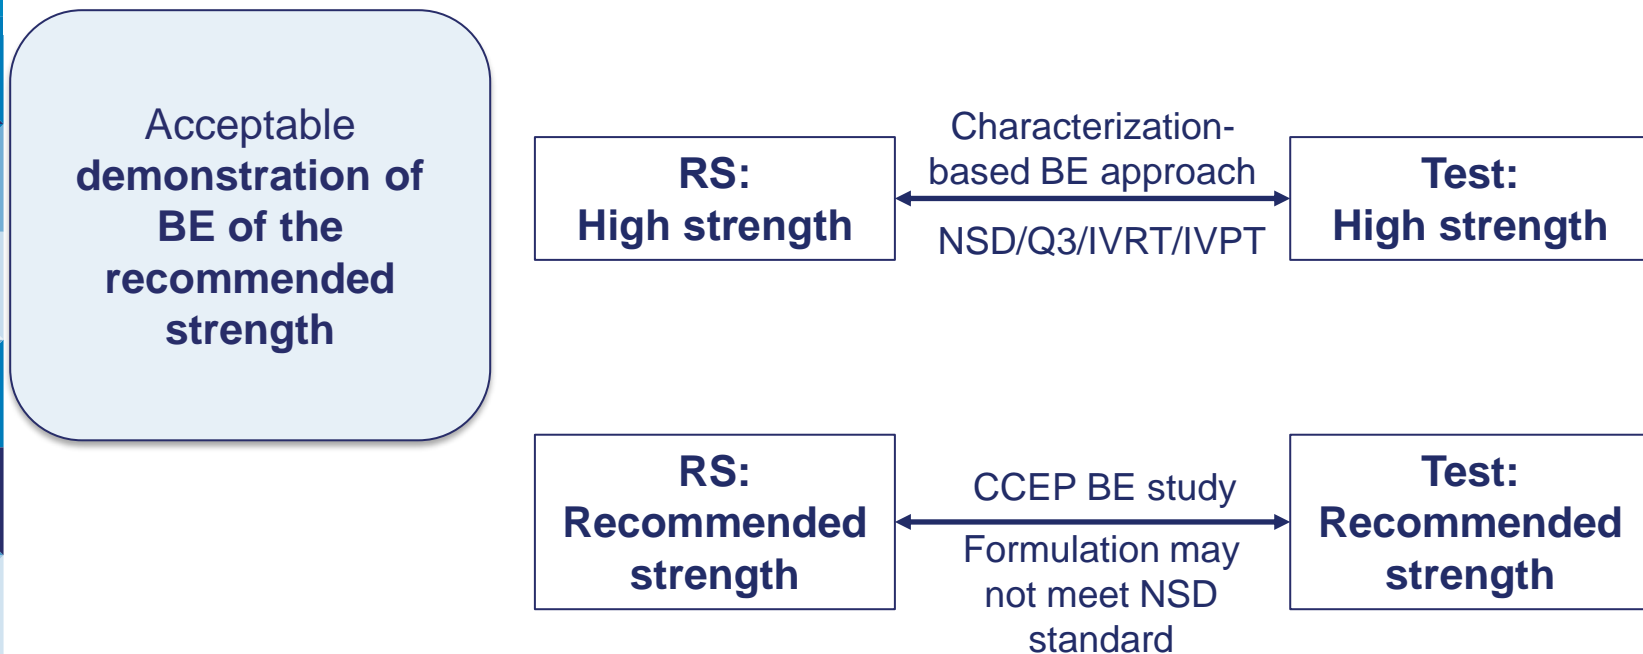 Acceptable
demonstration of
BE of the
recommended
strength
RS:
High strength
Characterization-
based BE approach
NSD/Q3/IVRT/IVPT
Test:
High strength
RS:
Recommended
strength
CCEP BE study
Formulation may
not meet NSD
standard
Test:
Recommended
strength